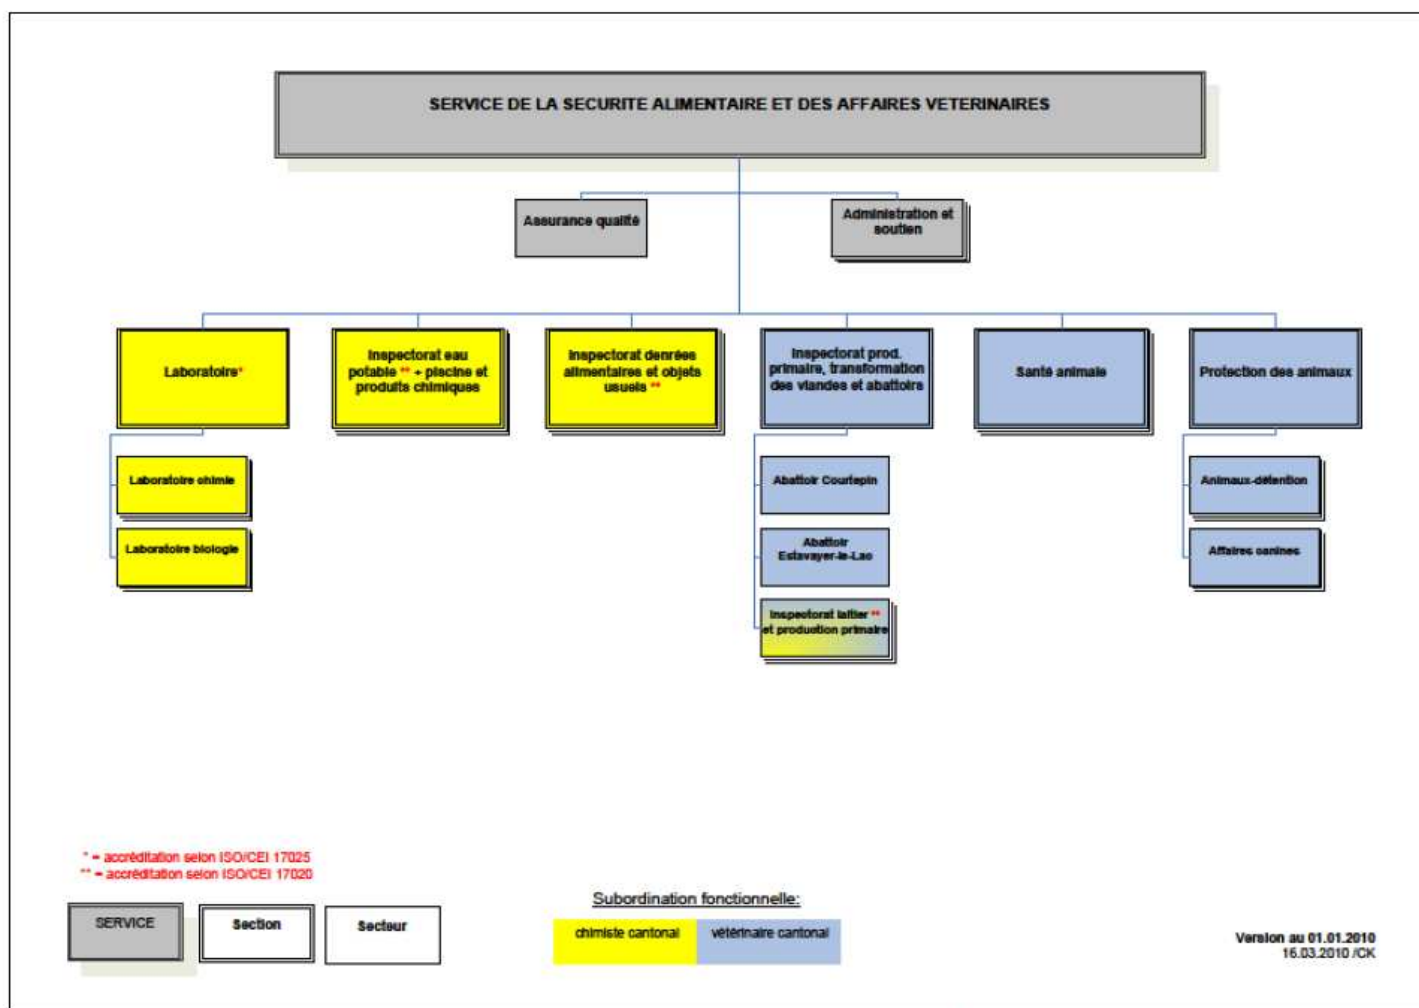 SERVICE DE LA SECURITE ALIMENTAIRE ET DES AFFAIRES VETERINAIRES
Assurance qualité
Administration et
soutien
Laboratoire*
Inspectorat eau
potable ** + piscine et
produits chimiques
Inspectorat denrées
alimentaires et objets
usuels **
Inspectorat prod.
primaire, transformation
des viandes et abattoirs
Santé animale
Protection des animaux
Laboratoire chimie
Laboratoire biologie
Abattoir Courtepin
Abattoir
Estavayer-le-Lac
Inspectorat laitier **
et production primaire
Animaux-détention
Affaires canines
* = accréditation selon ISO/CEI 17025
** = accréditation selon ISO/CEI 17020
SERVICE
Section
Secteur
Subordination fonctionnelle:
chimiste cantonal
vétérinaire cantonal
Version au 01.01.2010
16.03.2010 /CK